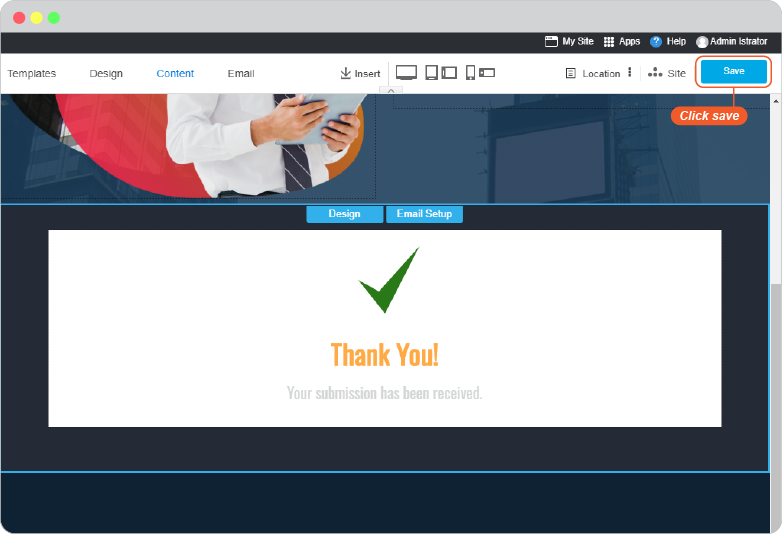 My Site Apps ? Help Admin Istrator
Templates Design Content Email Insert Location Site Save
Click save
Design Email Setup
Thank You!
Your submission has been received.